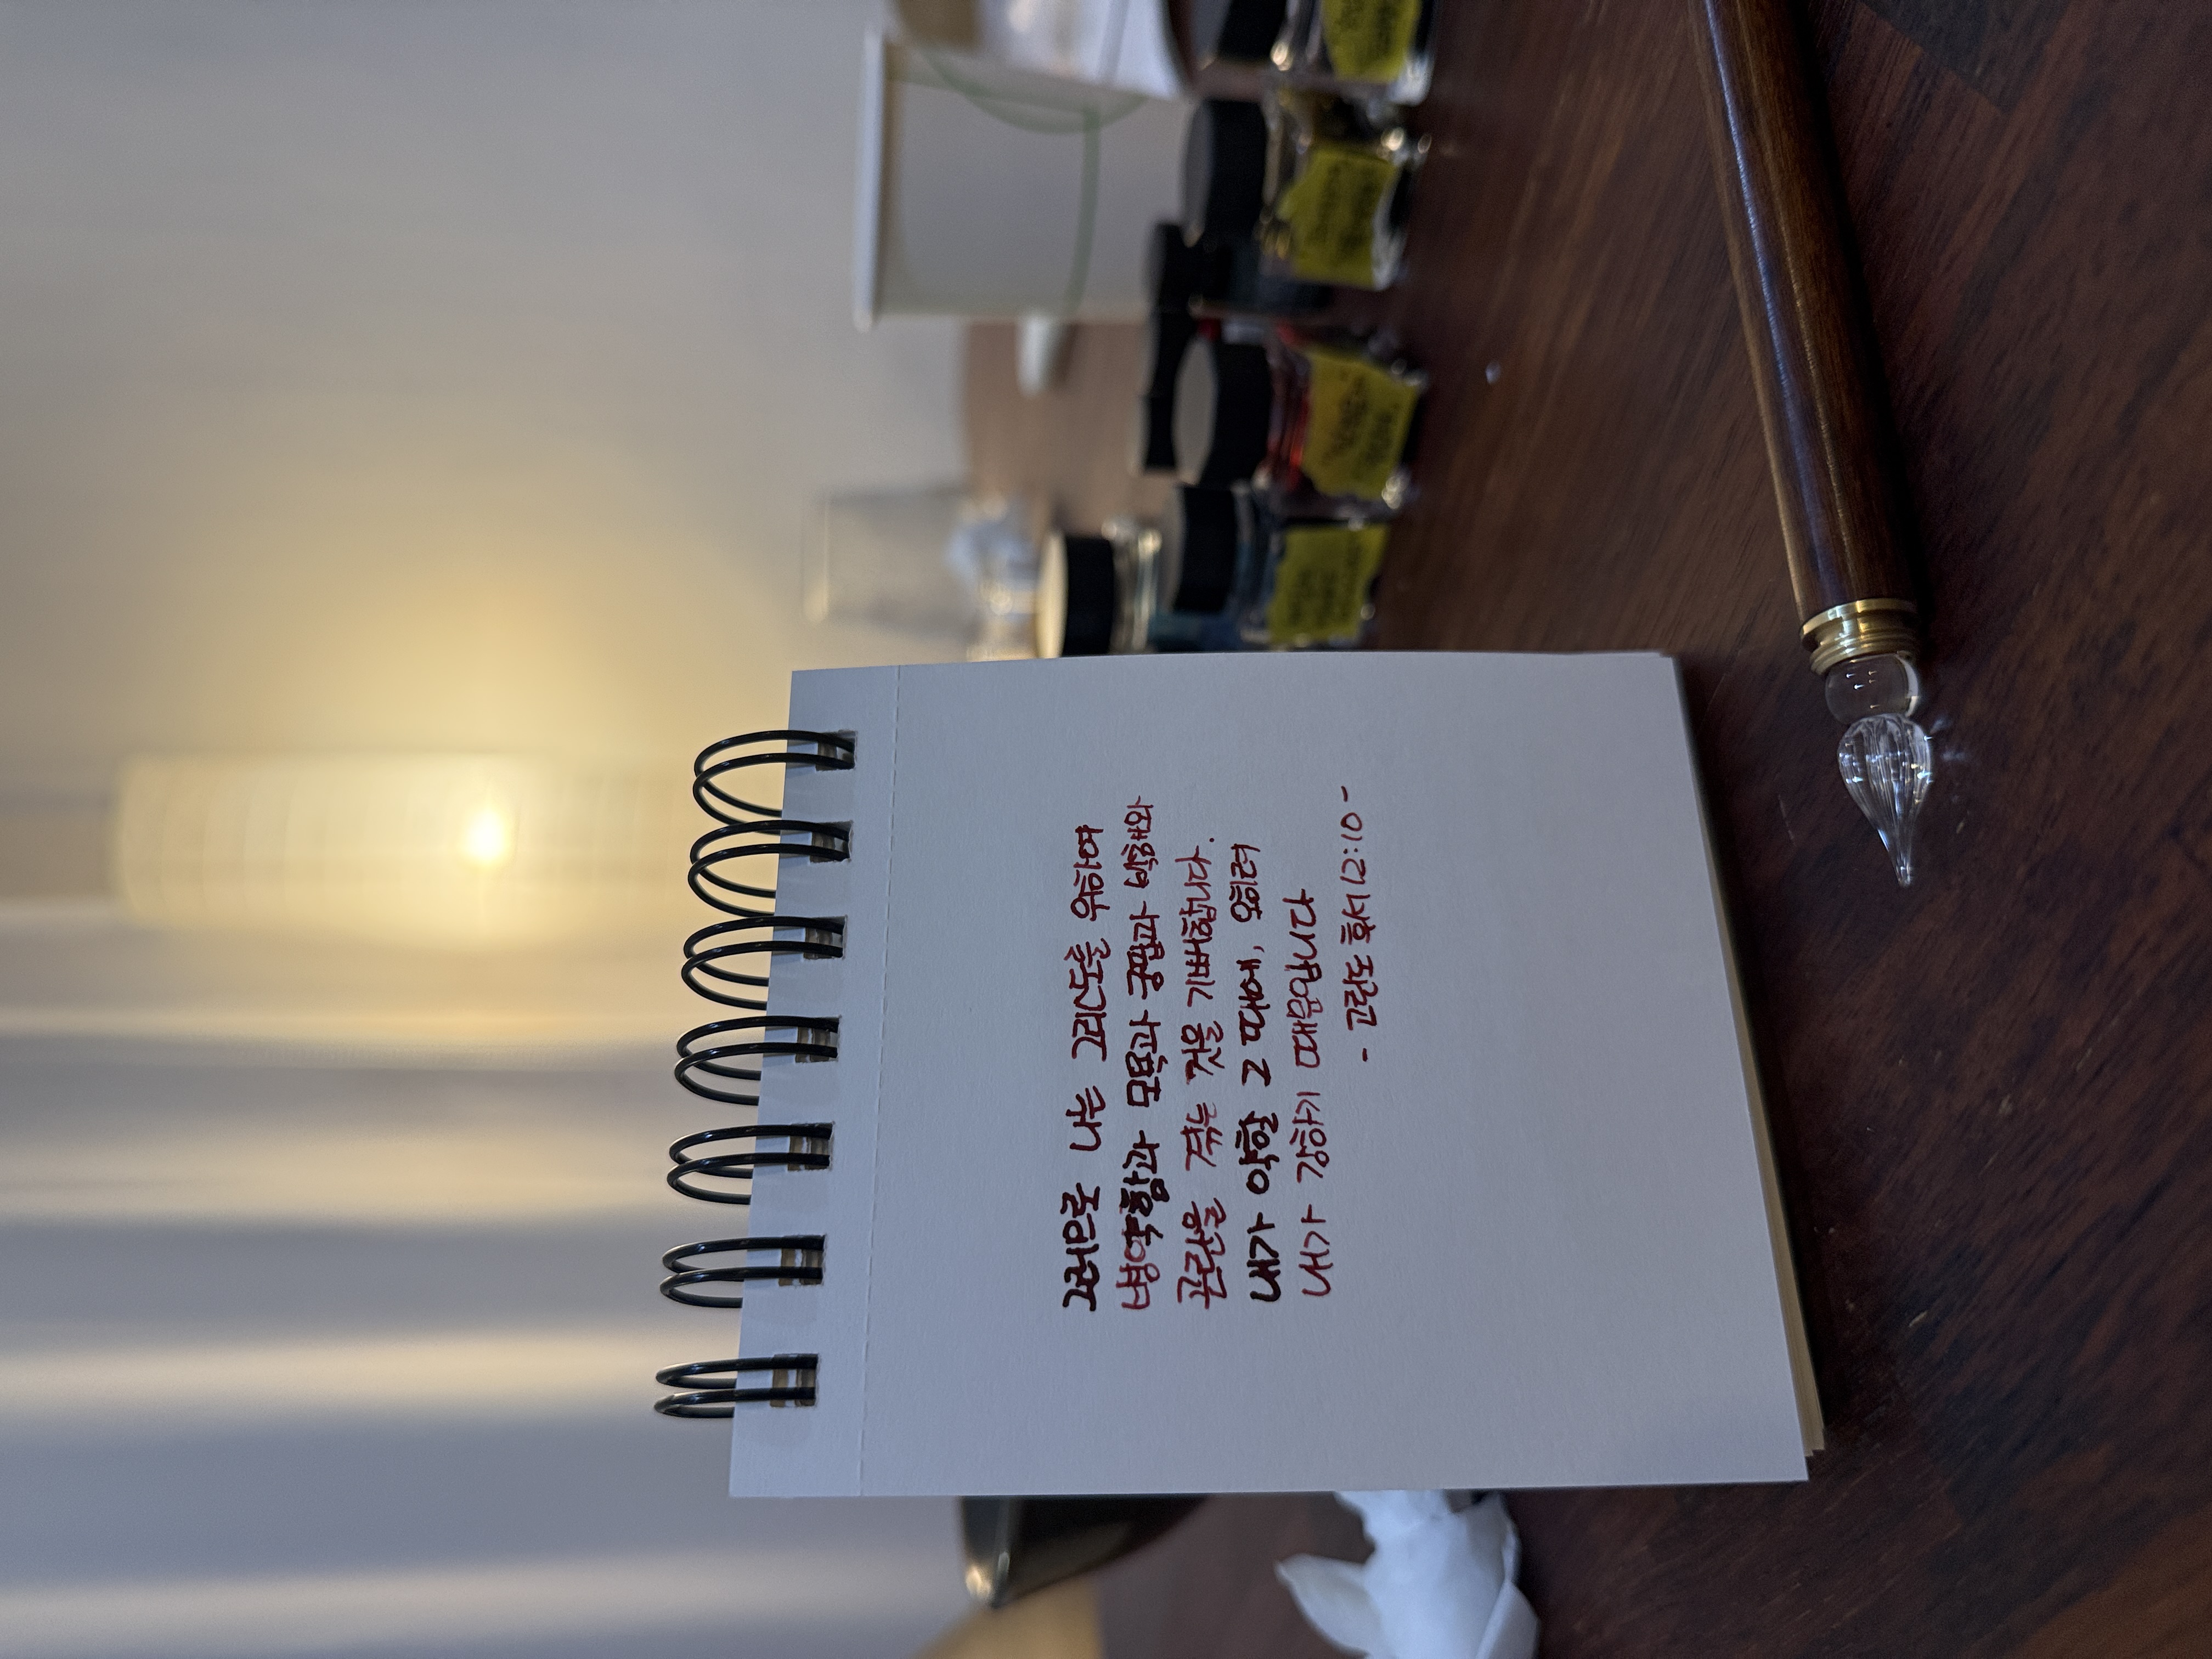 그러므로 나는 그리스도를 위하여
병약함과 모욕과 궁핍과 박해와
곤란을 겪는 것을 기뻐합니다.
내가 약할 그 때에, 오히려
내가 강하기 때문입니다
- 고린도 후서 12:10 -